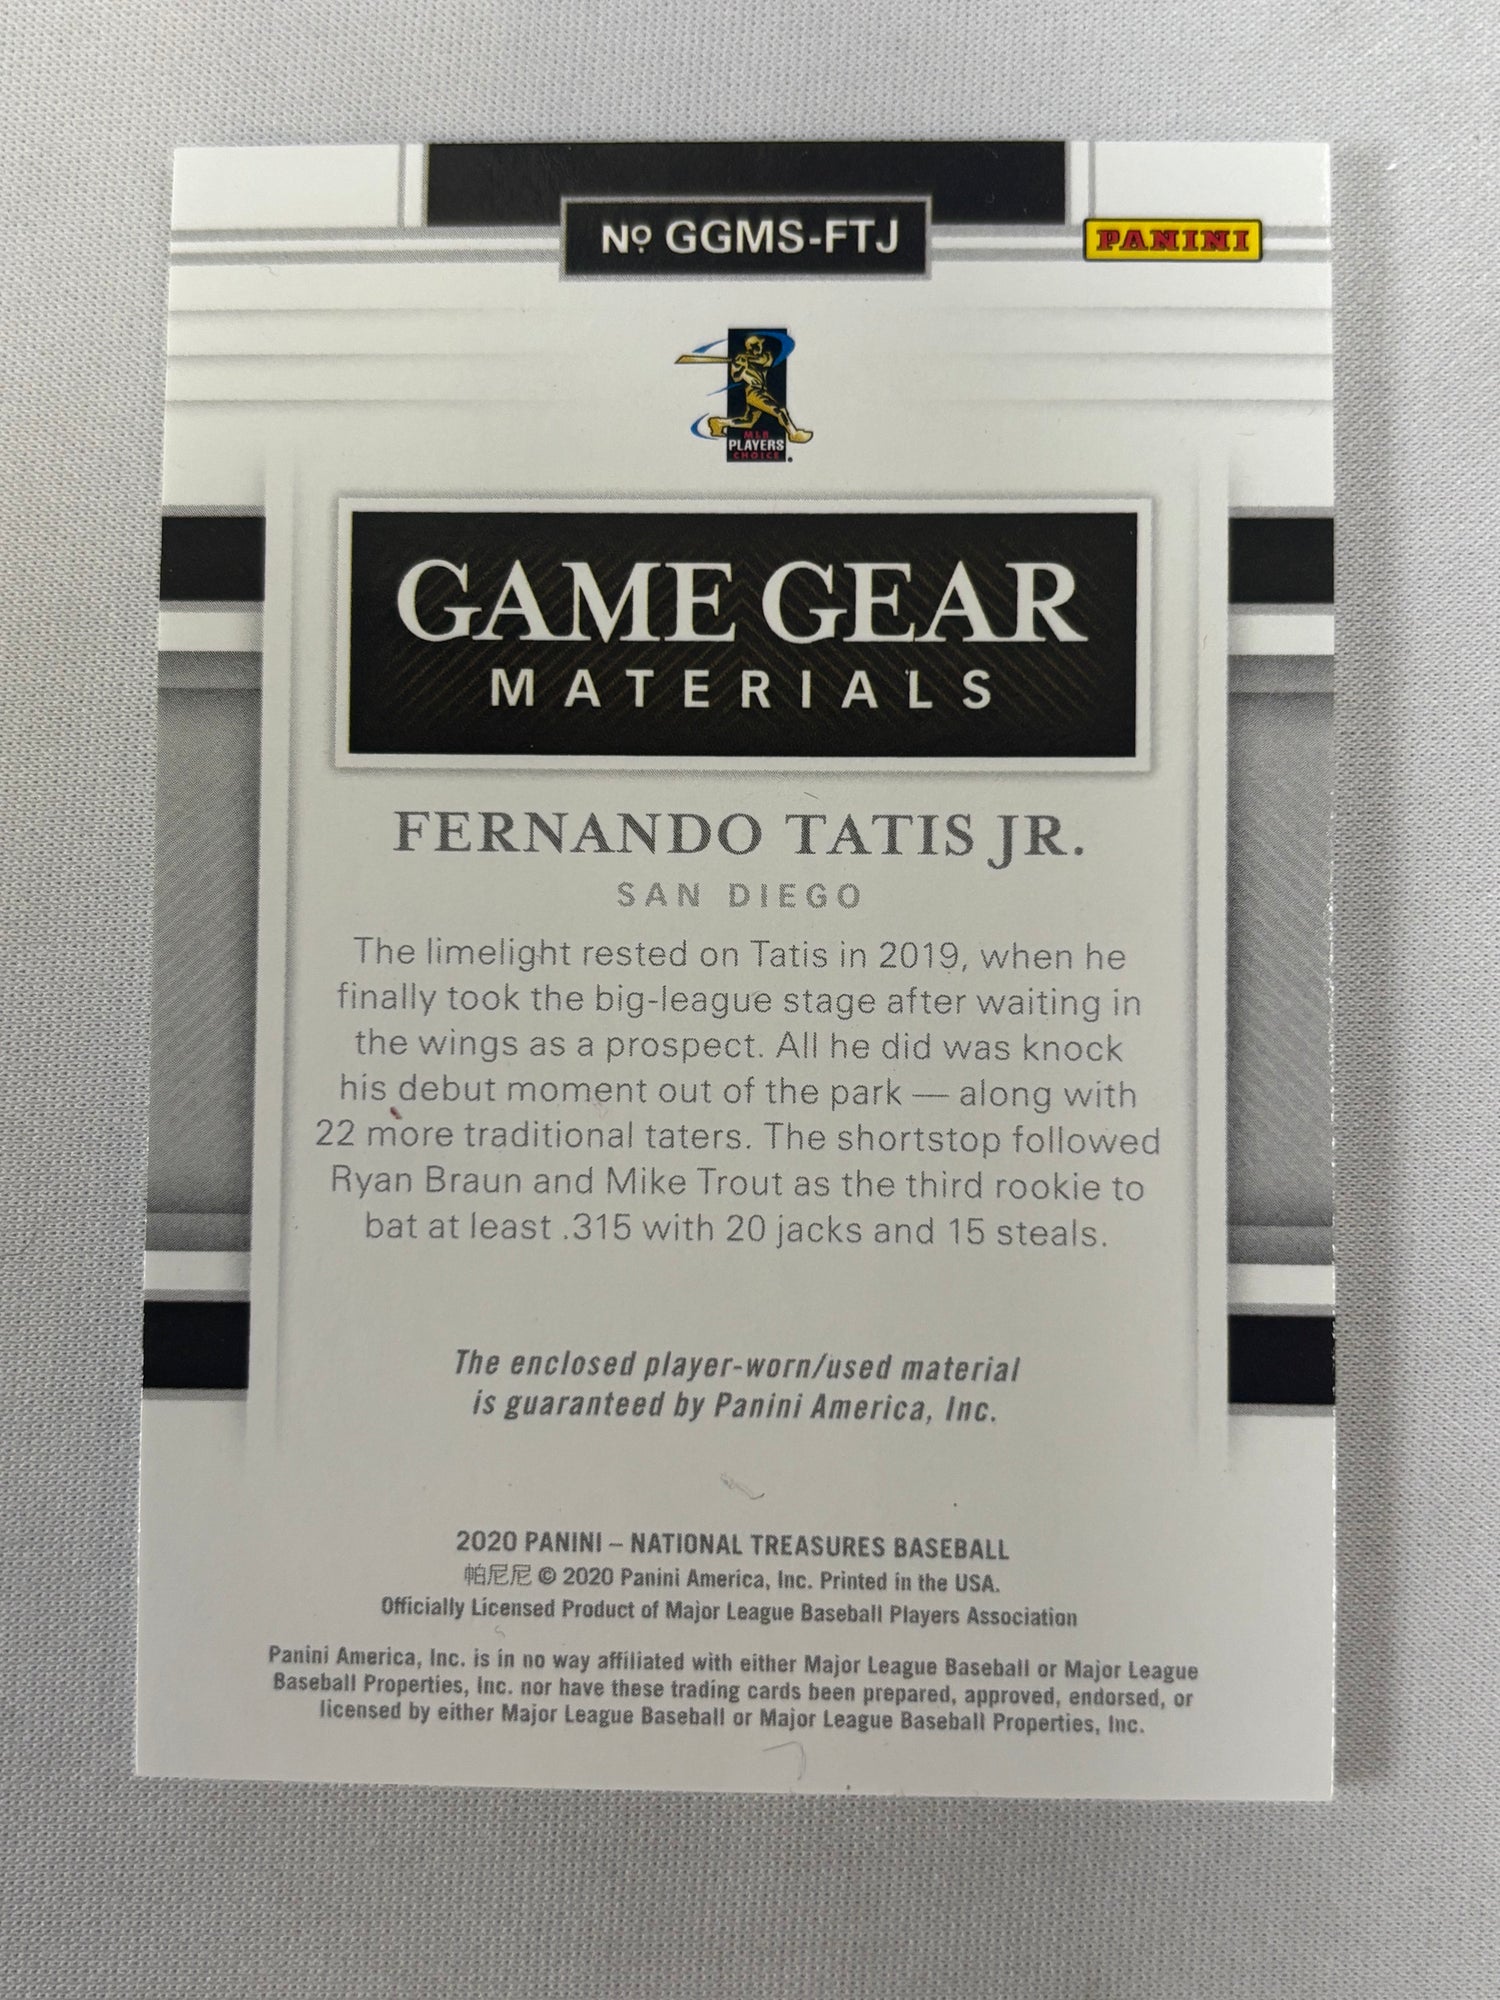 Nº GGMS-FTJ
PANINI
MLB
PLAYERS
CHOICE
GAME GEAR
MATERIALS
FERNANDO TATIS JR.
SAN DIEGO
The limelight rested on Tatis in 2019, when he
finally took the big-league stage after waiting in
the wings as a prospect. All he did was knock
his debut moment out of the park — along with
22 more traditional taters. The shortstop followed
Ryan Braun and Mike Trout as the third rookie to
bat at least .315 with 20 jacks and 15 steals.
The enclosed player-worn/used material
is guaranteed by Panini America, Inc.
2020 PANINI – NATIONAL TREASURES BASEBALL
帕尼尼 © 2020 Panini America, Inc. Printed in the USA.
Officially Licensed Product of Major League Baseball Players Association
Panini America, Inc. is in no way affiliated with either Major League Baseball or Major League
Baseball Properties, Inc. nor have these trading cards been prepared, approved, endorsed, or
licensed by either Major League Baseball or Major League Baseball Properties, Inc.